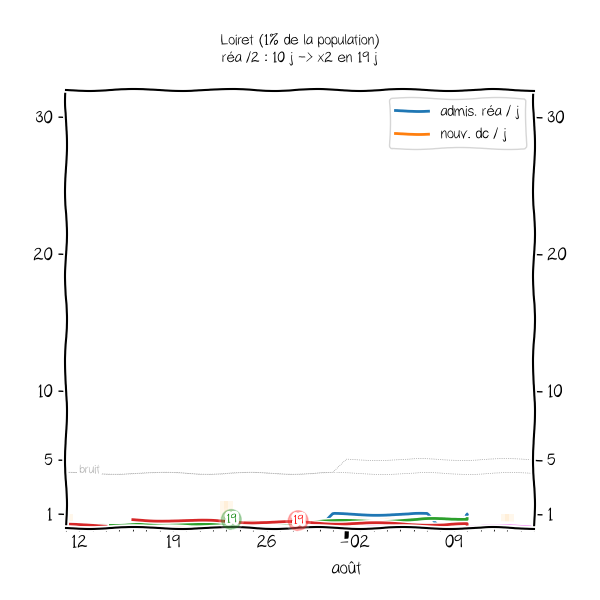 Loiret (1% de la population)
réa /2 : 10 j -> x2 en 19 j
admis. réa / j
nouv. dc / j
30
30
20
20
10
10
5
5
bruit
1
1
19
19
12
19
26
02
09
août